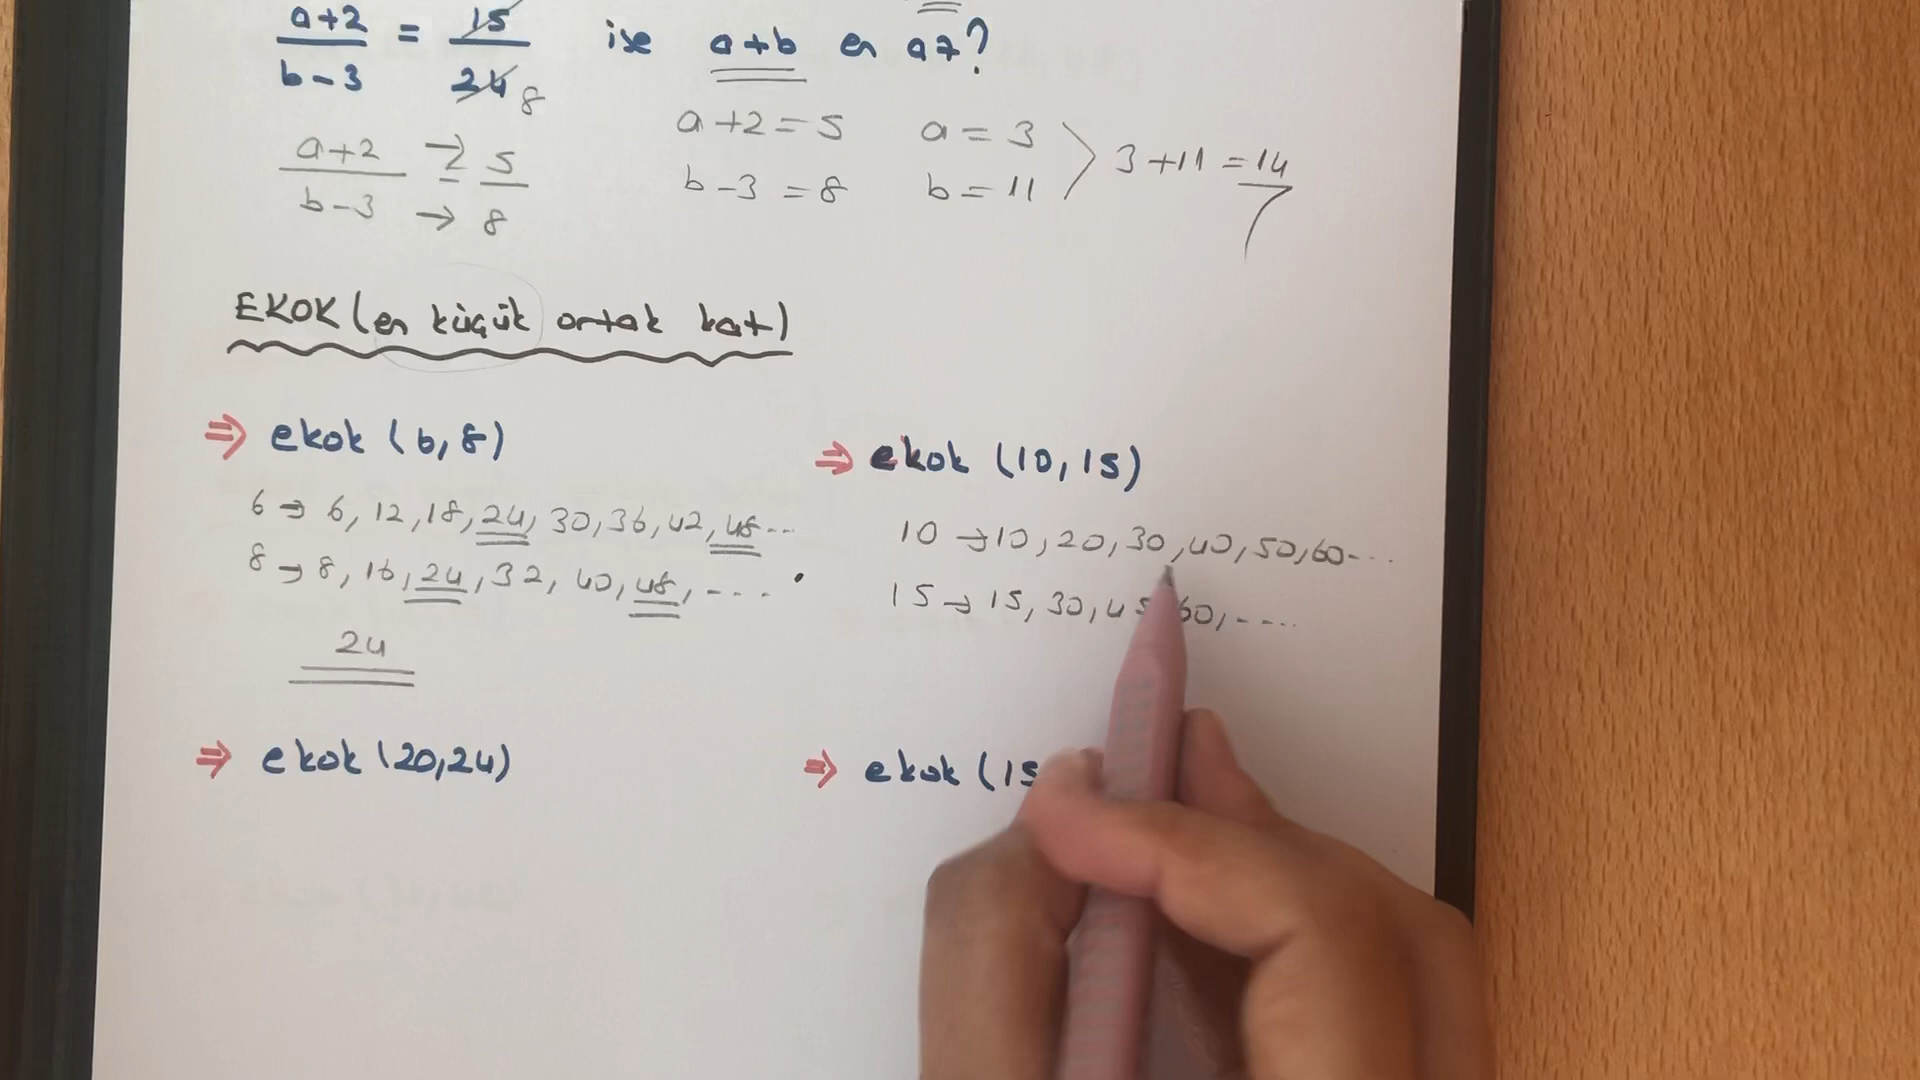 a+2 / b-3 = 15 / 24 8 ise a+b en az?
a+2 / b-3 = 5 / 8
a+2=5 a=3
b-3=8 b=11
3+11=14
EKOK (en küçük ortak kat)
⇒ ekok (6,8)
6→ 6, 12, 18, 24, 30, 36, 42, 48...
8→ 8, 16, 24, 32, 40, 48, ....
24
⇒ ekok (10,15)
10→10, 20, 30, 40, 50, 60....
15→ 15, 30, 45, 60, ....
⇒ ekok (20,24)
⇒ ekok (15